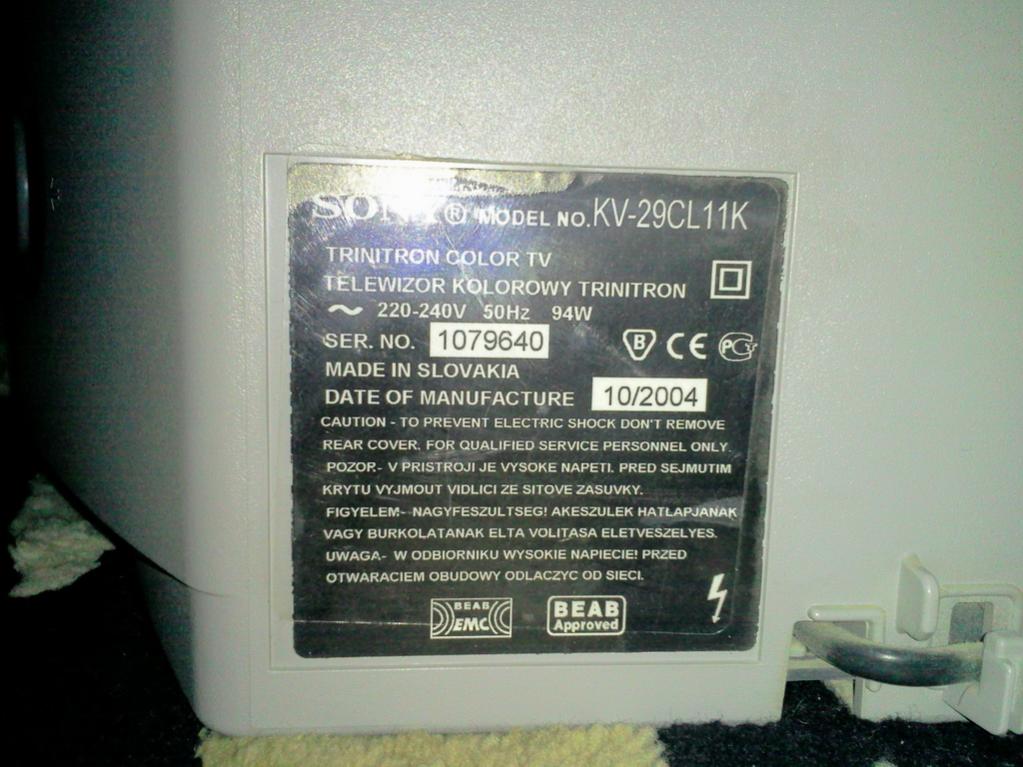 SONY® MODEL NO. KV-29CL11K
TRINITRON COLOR TV
TELEWIZOR KOLOROWY TRINITRON
~ 220-240V 50Hz 94W
SER. NO. 1079640
B CE PCT
MADE IN SLOVAKIA
DATE OF MANUFACTURE 10/2004
CAUTION - TO PREVENT ELECTRIC SHOCK DON'T REMOVE
REAR COVER. FOR QUALIFIED SERVICE PERSONNEL ONLY.
POZOR- V PRISTROJI JE VYSOKE NAPETI. PRED SEJMUTIM
KRYTU VYJMOUT VIDLICI ZE SITOVE ZASUVKY.
FIGYELEM- NAGYFESZULTSEG! AKESZULEK HATLAPJANAK
VAGY BURKOLATANAK ELTA VOLITASA ELETVESZELYES.
UWAGA- W ODBIORNIKU WYSOKIE NAPIECIE! PRZED
OTWARACIEM OBUDOWY ODLACZYC OD SIECI.
BEAB
EMC
BEAB
Approved